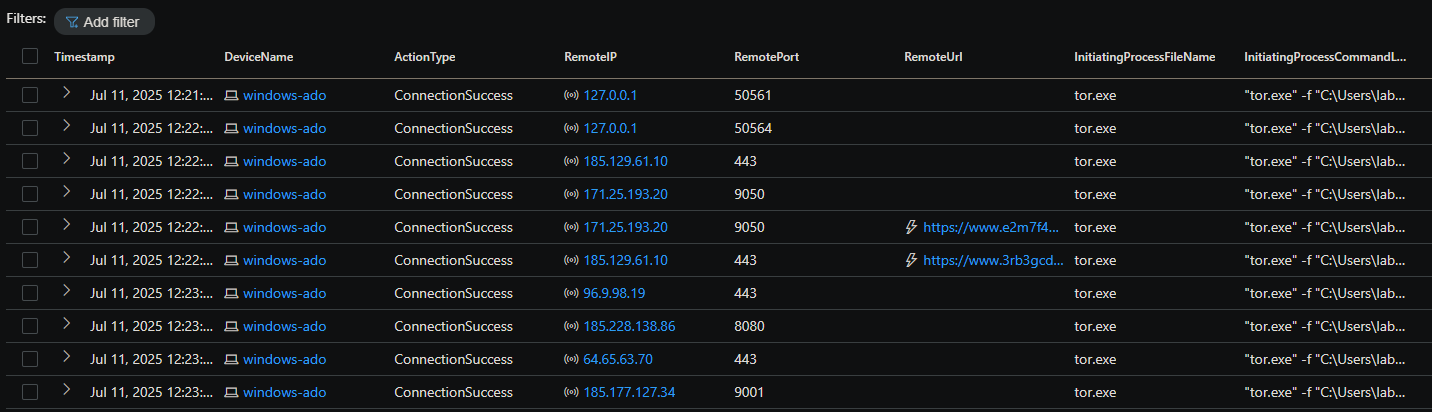 Filters: Add filter
Timestamp DeviceName ActionType RemoteIP RemotePort RemoteUrl InitiatingProcessFileName InitiatingProcessCommandL...
Jul 11, 2025 12:21:... windows-ado ConnectionSuccess 127.0.0.1 50561 tor.exe "tor.exe" -f "C:\Users\lab...
Jul 11, 2025 12:22:... windows-ado ConnectionSuccess 127.0.0.1 50564 tor.exe "tor.exe" -f "C:\Users\lab...
Jul 11, 2025 12:22:... windows-ado ConnectionSuccess 185.129.61.10 443 tor.exe "tor.exe" -f "C:\Users\lab...
Jul 11, 2025 12:22:... windows-ado ConnectionSuccess 171.25.193.20 9050 tor.exe "tor.exe" -f "C:\Users\lab...
Jul 11, 2025 12:22:... windows-ado ConnectionSuccess 171.25.193.20 9050 https://www.e2m7f4... tor.exe "tor.exe" -f "C:\Users\lab...
Jul 11, 2025 12:22:... windows-ado ConnectionSuccess 185.129.61.10 443 https://www.3rb3gcd... tor.exe "tor.exe" -f "C:\Users\lab...
Jul 11, 2025 12:23:... windows-ado ConnectionSuccess 96.9.98.19 443 tor.exe "tor.exe" -f "C:\Users\lab...
Jul 11, 2025 12:23:... windows-ado ConnectionSuccess 185.228.138.86 8080 tor.exe "tor.exe" -f "C:\Users\lab...
Jul 11, 2025 12:23:... windows-ado ConnectionSuccess 64.65.63.70 443 tor.exe "tor.exe" -f "C:\Users\lab...
Jul 11, 2025 12:23:... windows-ado ConnectionSuccess 185.177.127.34 9001 tor.exe "tor.exe" -f "C:\Users\lab...